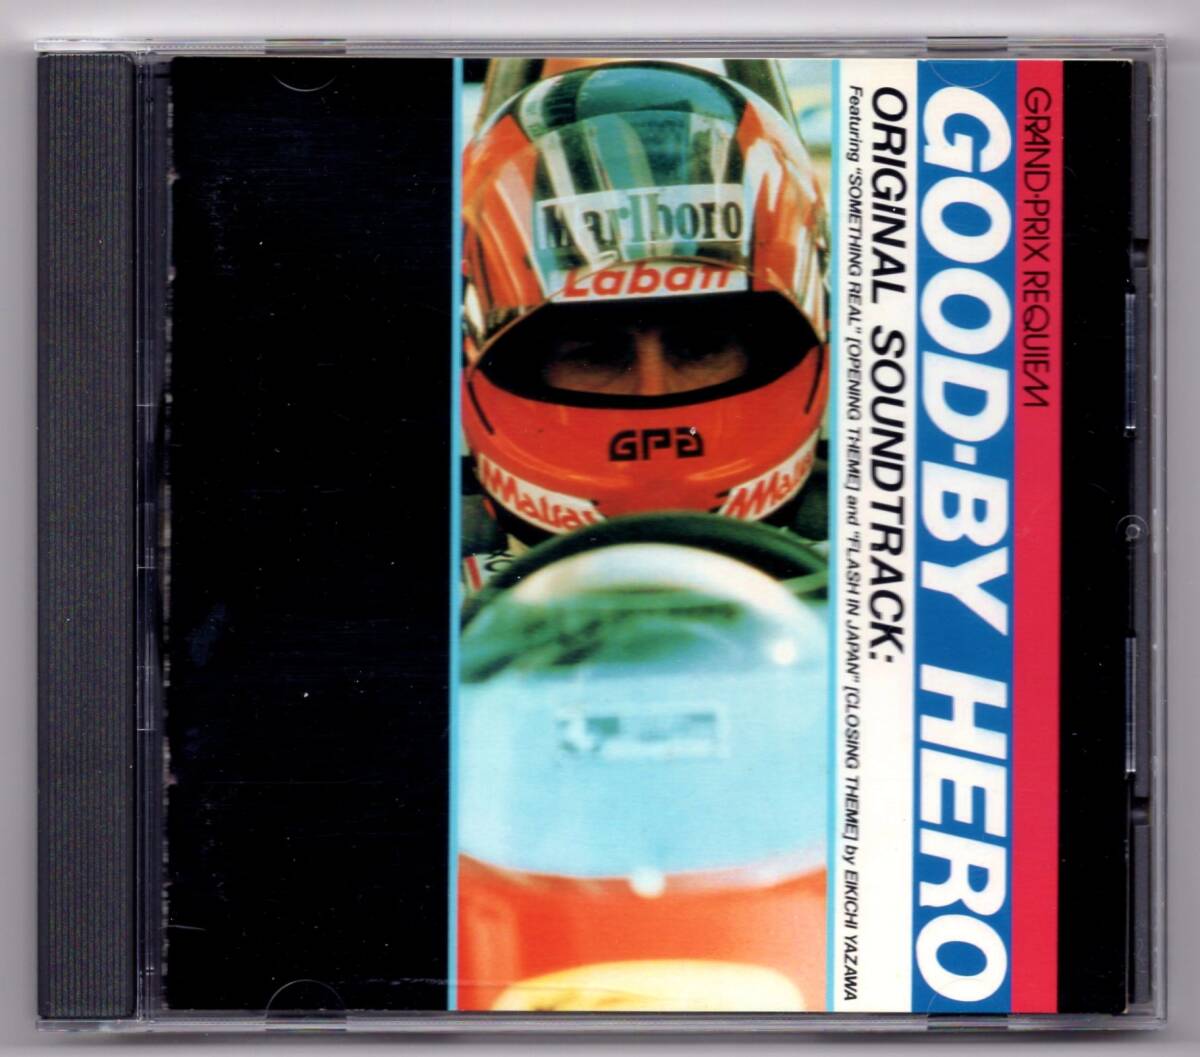 GRAND·PRIX REQUIEM
GOOD·BY HERO
ORIGINAL SOUNDTRACK:
Featuring "SOMETHING REAL" [OPENING THEME] and "FLASH IN JAPAN" [CLOSING THEME] by EIKICHI YAZAWA
Marlboro
Labatt
GPA
Matra